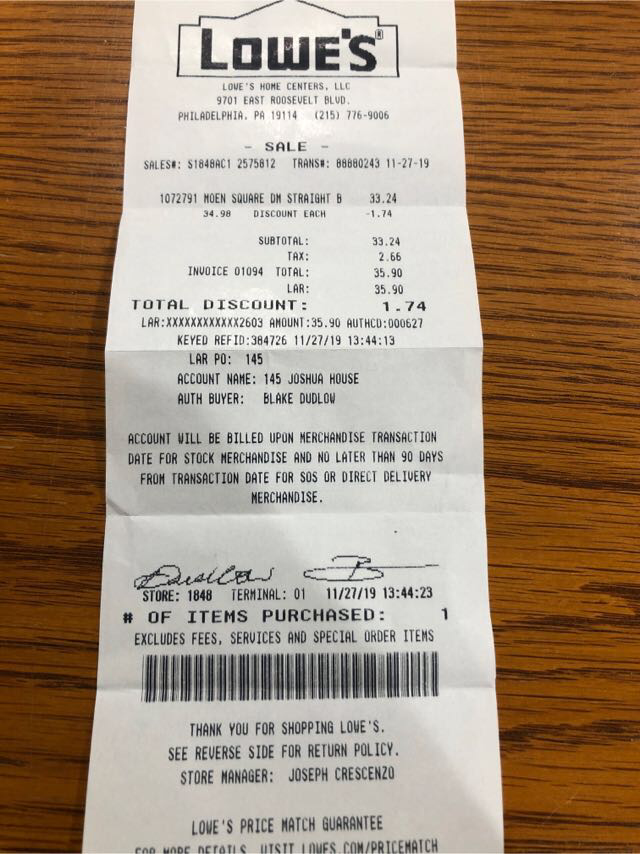 LOWE'S®
LOWE'S HOME CENTERS, LLC
9701 EAST ROOSEVELT BLVD.
PHILADELPHIA, PA 19114 (215) 776-9006
- SALE -
SALES#: S1848AC1 2575812 TRANS#: 88880243 11-27-19
1072791 MOEN SQUARE DM STRAIGHT B 33.24
34.98 DISCOUNT EACH -1.74
SUBTOTAL: 33.24
TAX: 2.66
INVOICE 01094 TOTAL: 35.90
LAR: 35.90
TOTAL DISCOUNT: 1.74
LAR:XXXXXXXXXXXX2603 AMOUNT:35.90 AUTHCD:000627
KEYED REFID:384726 11/27/19 13:44:13
LAR PO: 145
ACCOUNT NAME: 145 JOSHUA HOUSE
AUTH BUYER: BLAKE DUDLOW
ACCOUNT WILL BE BILLED UPON MERCHANDISE TRANSACTION
DATE FOR STOCK MERCHANDISE AND NO LATER THAN 90 DAYS
FROM TRANSACTION DATE FOR SOS OR DIRECT DELIVERY
MERCHANDISE.
STORE: 1848 TERMINAL: 01 11/27/19 13:44:23
# OF ITEMS PURCHASED: 1
EXCLUDES FEES, SERVICES AND SPECIAL ORDER ITEMS
THANK YOU FOR SHOPPING LOWE'S.
SEE REVERSE SIDE FOR RETURN POLICY.
STORE MANAGER: JOSEPH CRESCENZO
LOWE'S PRICE MATCH GUARANTEE
FOR MORE DETAILS, VISIT LOWES.COM/PRICEMATCH